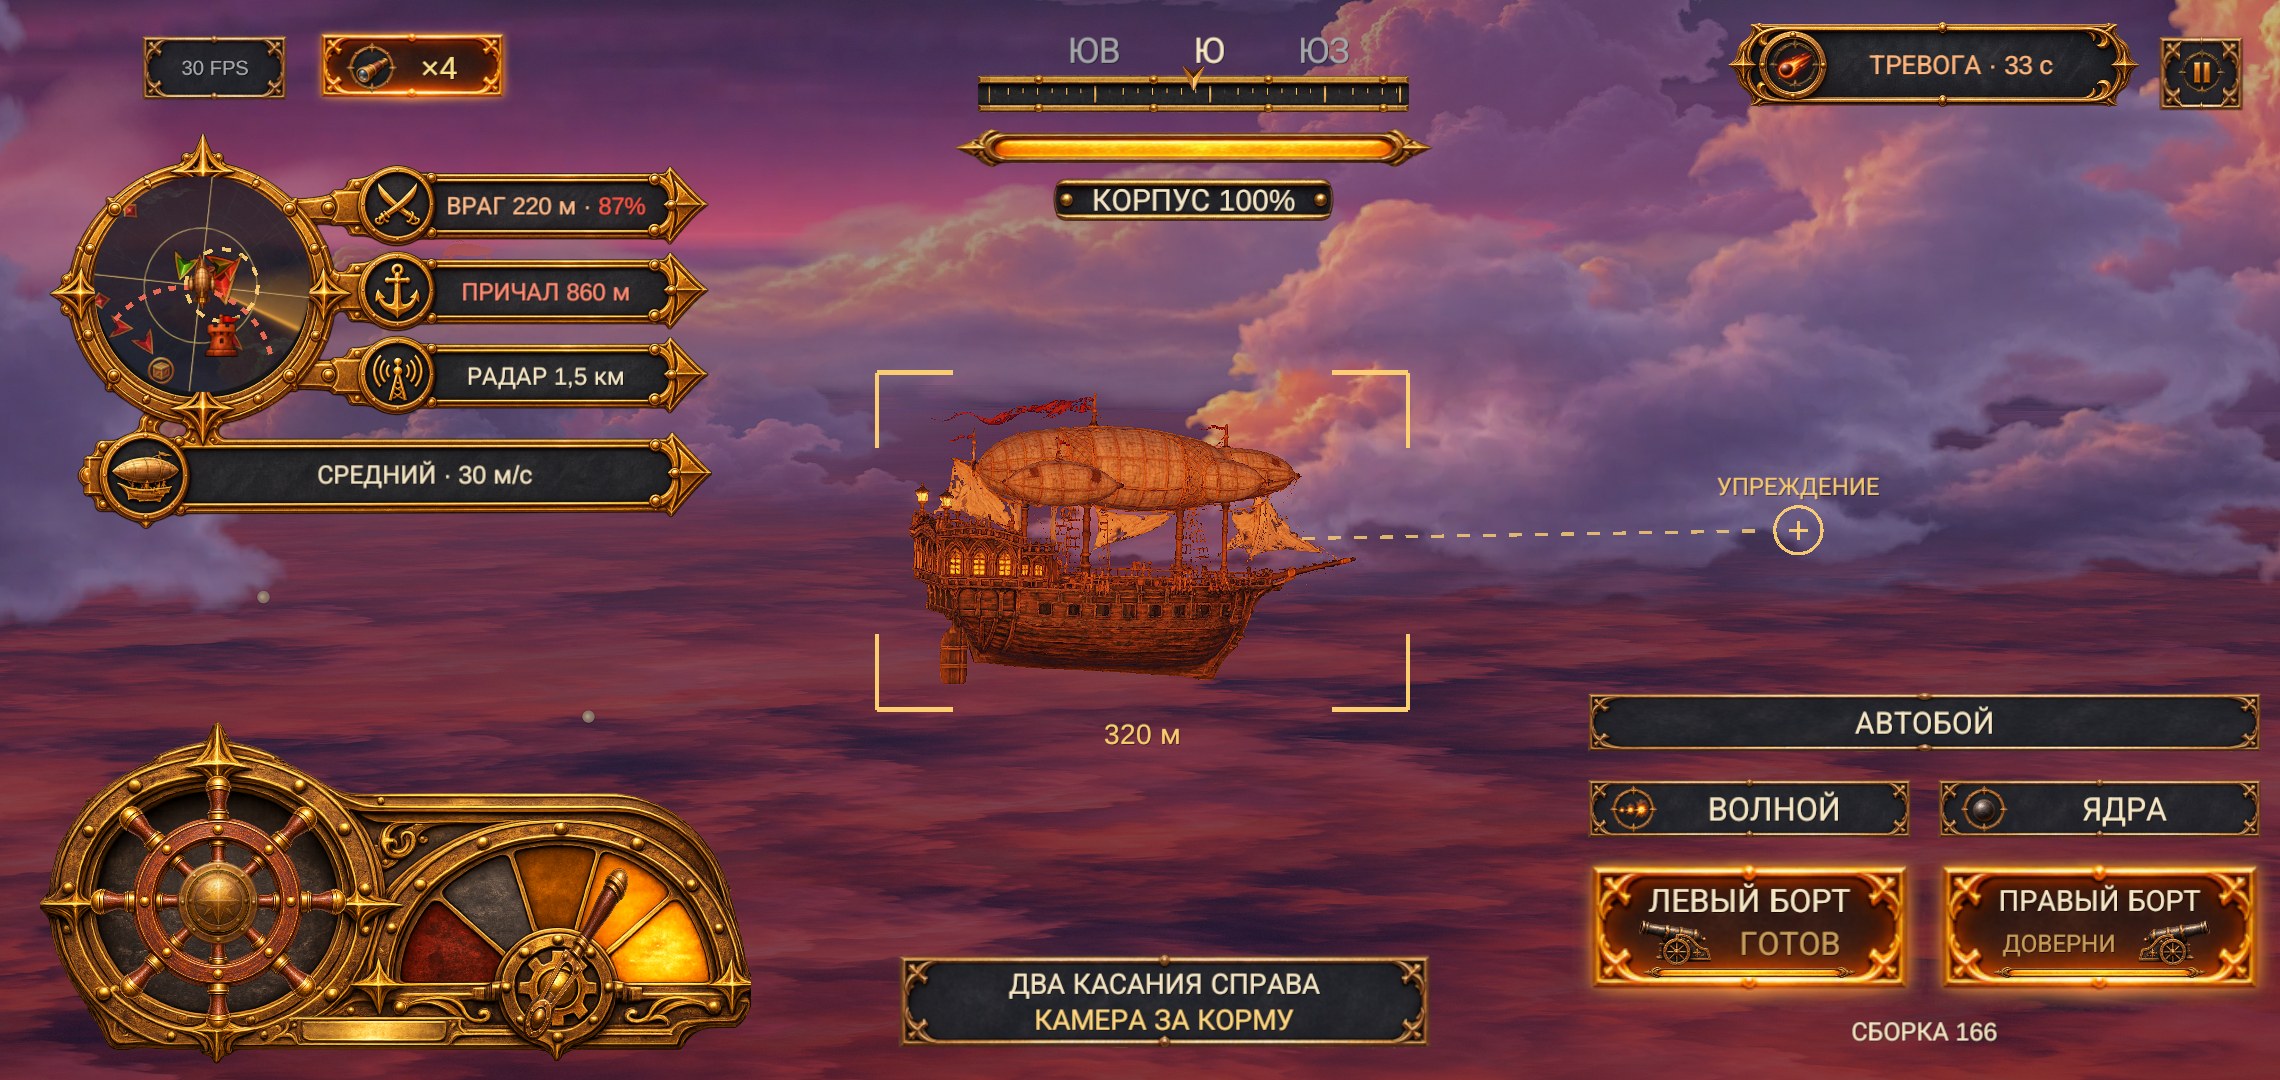 30 FPS
×4
ЮВ Ю ЮЗ
ТРЕВОГА · 33 с
КОРПУС 100%
ВРАГ 220 м · 87%
ПРИЧАЛ 860 м
РАДАР 1,5 км
СРЕДНИЙ · 30 м/с
УПРЕЖДЕНИЕ
320 м
АВТОБОЙ
ВОЛНОЙ
ЯДРА
ЛЕВЫЙ БОРТ
ГОТОВ
ПРАВЫЙ БОРТ
ДОВЕРНИ
ДВА КАСАНИЯ СПРАВА
КАМЕРА ЗА КОРМУ
СБОРКА 166